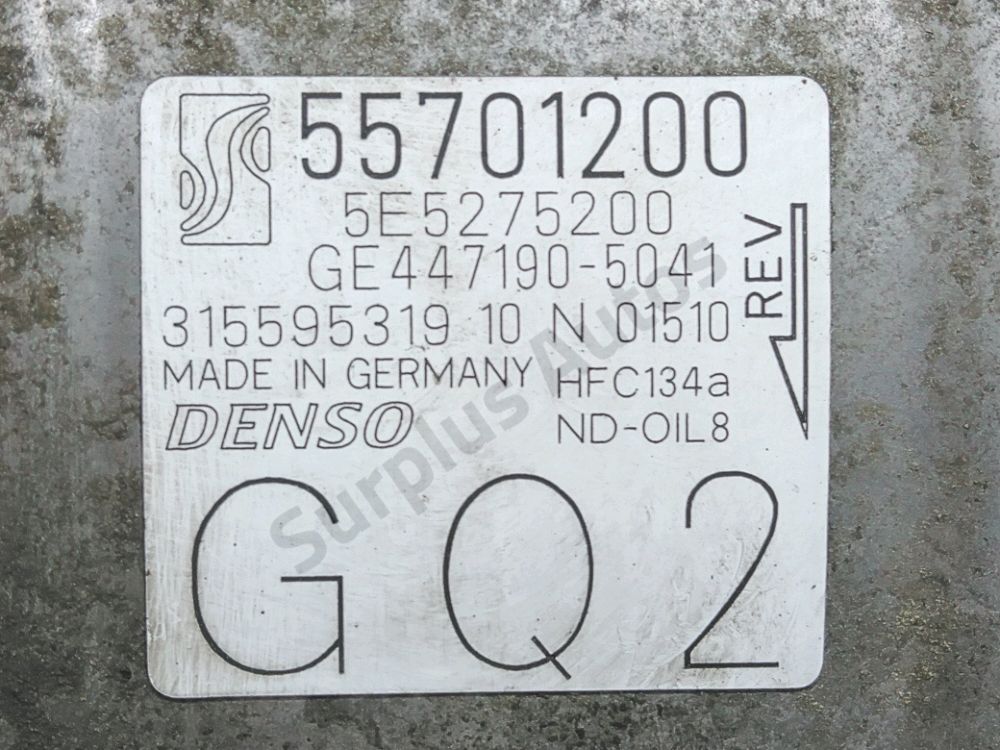 55701200
5E5275200
GE447190-5041
315595319 10 N 01510
MADE IN GERMANY HFC134a
DENSO ND-OIL8
REV
GQ2
Surplus Autos